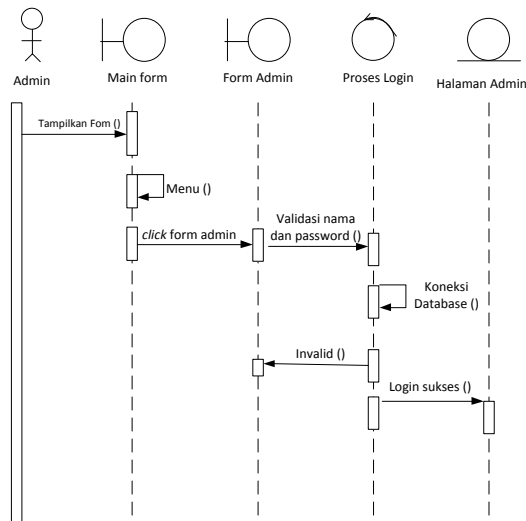 Admin
Main form
Form Admin
Proses Login
Halaman Admin
Tampilkan Fom ()
Menu ()
click form admin
Validasi nama
dan password ()
Koneksi
Database ()
Invalid ()
Login sukses ()